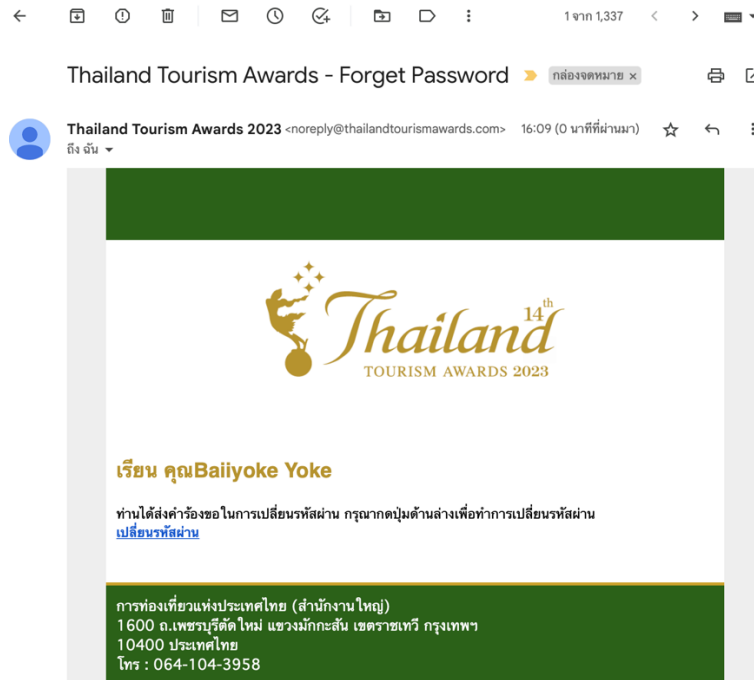 1 จาก 1,337
Thailand Tourism Awards - Forget Password
กล่องจดหมาย ×
Thailand Tourism Awards 2023 <noreply@thailandtourismawards.com> 16:09 (0 นาทีที่ผ่านมา)
ถึง ฉัน
14th
Thailand
TOURISM AWARDS 2023
เรียน คุณBaiiyoke Yoke
ท่านได้ส่งคำร้องขอในการเปลี่ยนรหัสผ่าน กรุณากดปุ่มด้านล่างเพื่อทำการเปลี่ยนรหัสผ่าน
เปลี่ยนรหัสผ่าน
การท่องเที่ยวแห่งประเทศไทย (สำนักงานใหญ่)
1600 ถ.เพชรบุรีตัดใหม่ แขวงมักกะสัน เขตราชเทวี กรุงเทพฯ
10400 ประเทศไทย
โทร : 064-104-3958